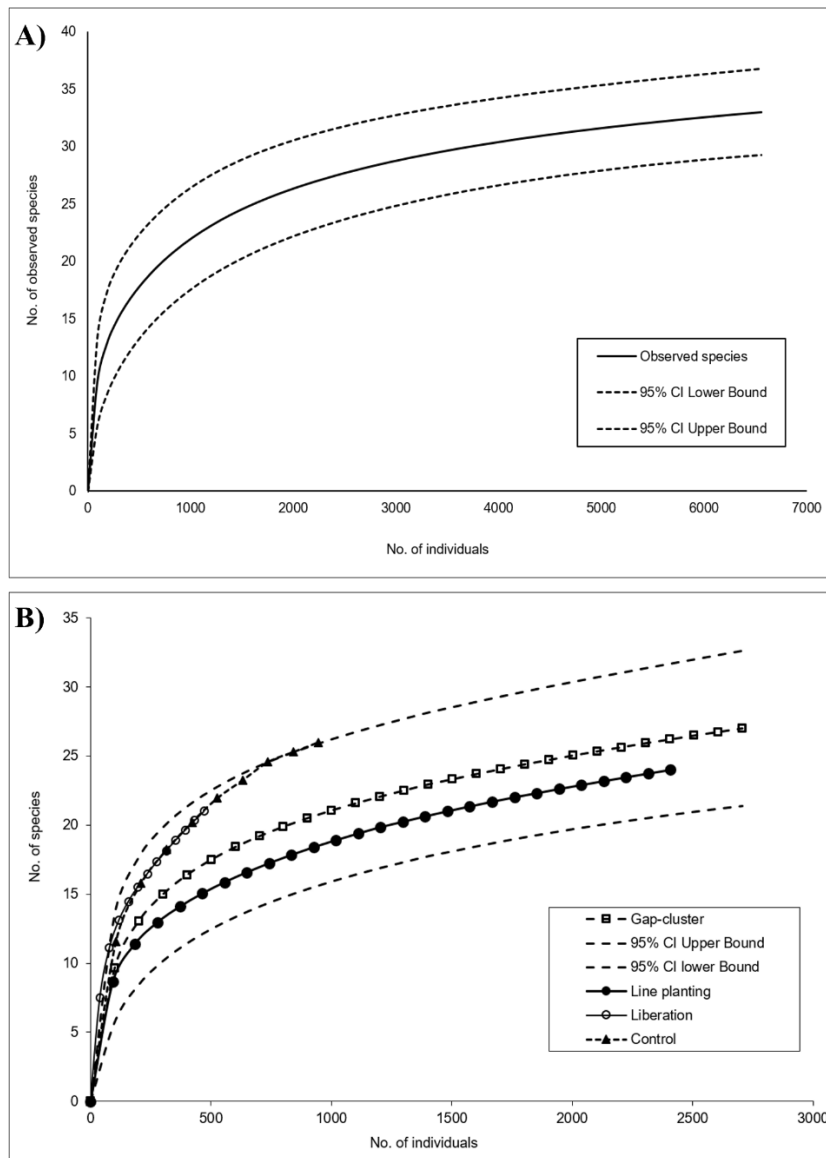 A)
40
35
30
25
20
15
10
5
0
No. of observed species
Observed species
95% CI Lower Bound
95% CI Upper Bound
0 1000 2000 3000 4000 5000 6000 7000
No. of individuals
B)
35
30
25
20
15
10
5
0
No. of species
Gap-cluster
95% CI Upper Bound
95% CI lower Bound
Line planting
Liberation
Control
0 500 1000 1500 2000 2500 3000
No. of individuals